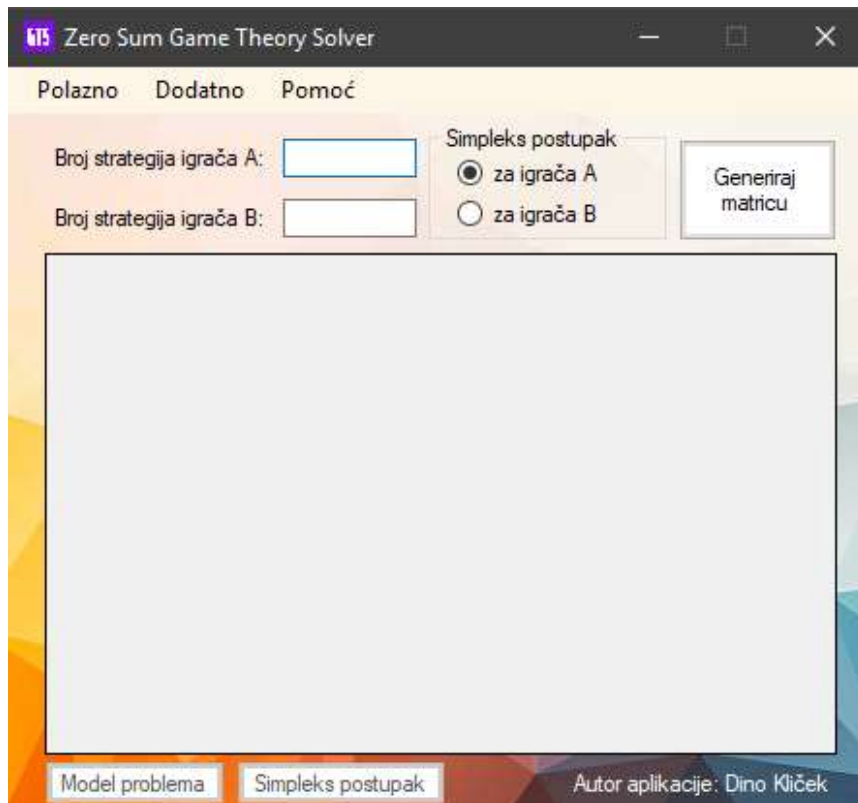 GTS Zero Sum Game Theory Solver
Polazno Dodatno Pomoć
Broj strategija igrača A:
Broj strategija igrača B:
Simpleks postupak
za igrača A
za igrača B
Generiraj
matricu
Model problema
Simpleks postupak
Autor aplikacije: Dino Kliček